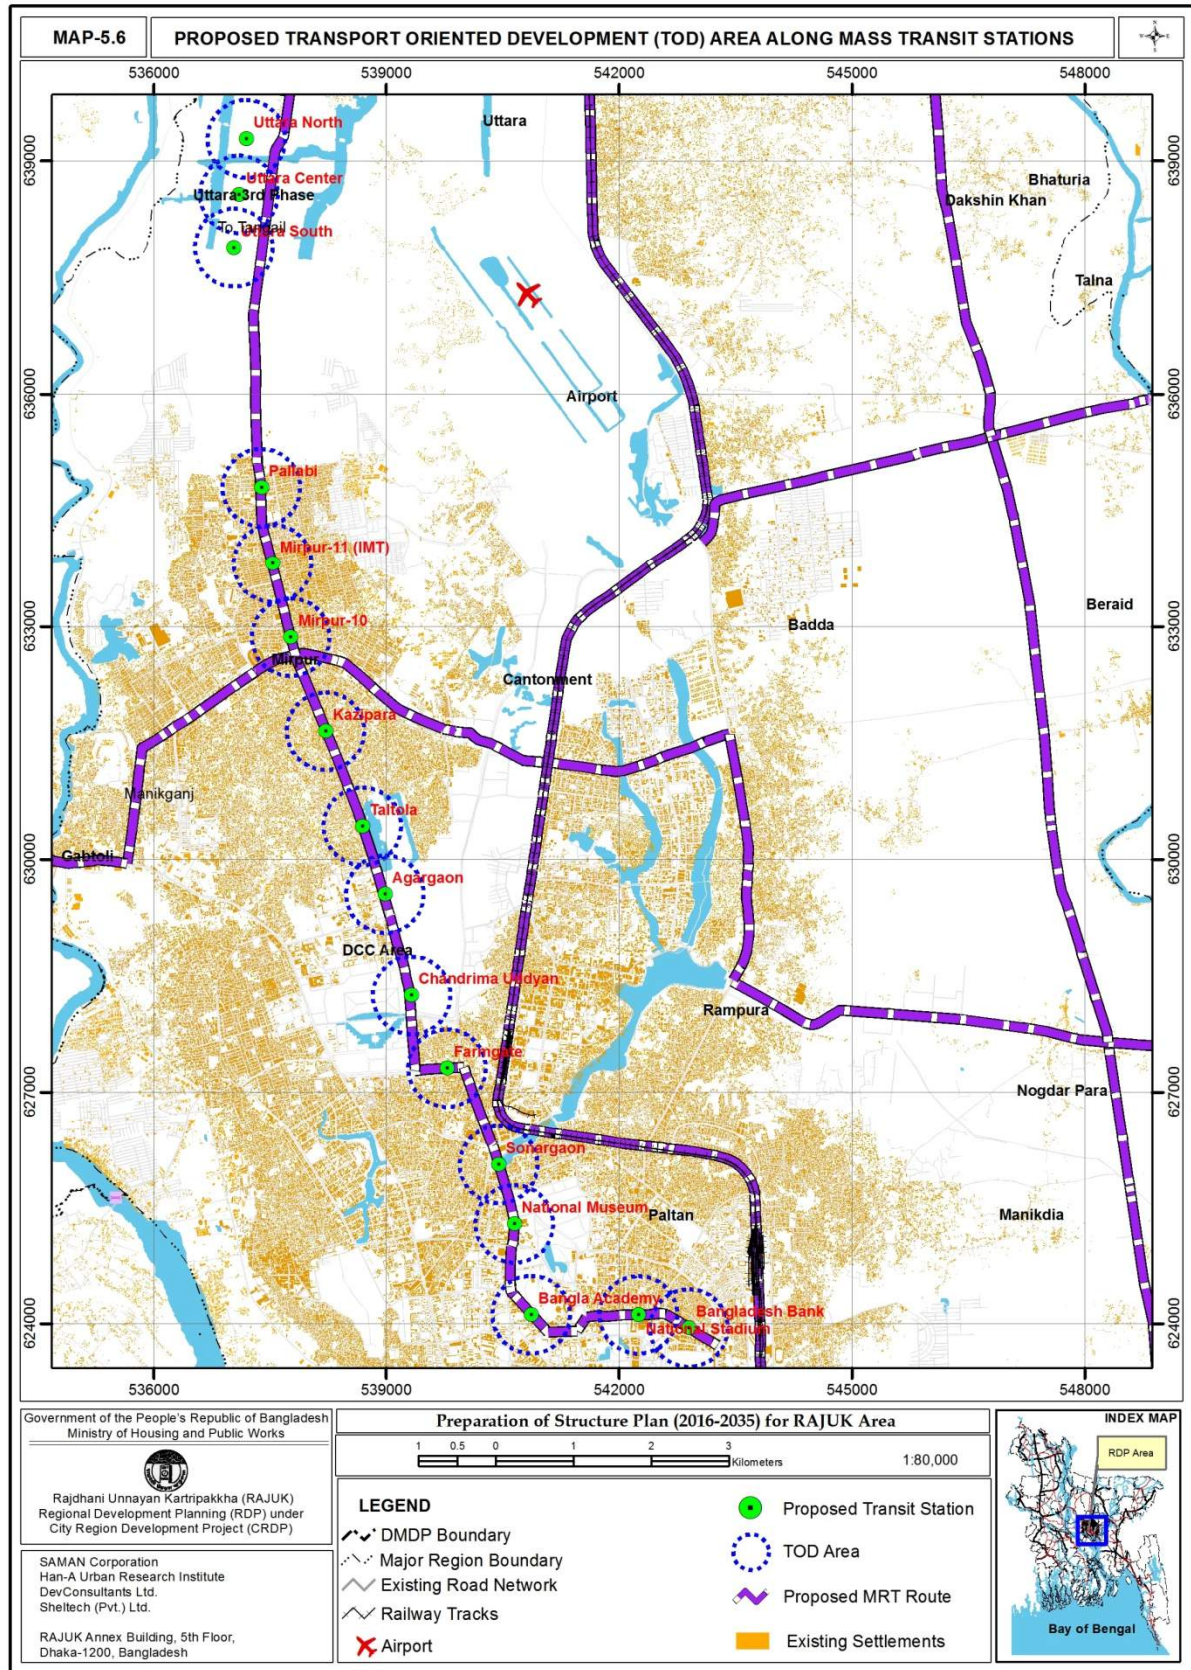 MAP-5.6
PROPOSED TRANSPORT ORIENTED DEVELOPMENT (TOD) AREA ALONG MASS TRANSIT STATIONS
N
W E
S
536000 539000 542000 545000 548000
Uttara North
Uttara
639000 639000
Uttara Center
Bhaturia
Uttara 3rd Phase
Dakshin Khan
To Tangail
Uttara South
Talna
Airport
636000 636000
Pallabi
Mirpur-11 (IMT)
Beraid
Mirpur-10
Badda
633000 633000
Mirpur
Cantonment
Kazipara
Manikganj
Taltola
Gabtoli
630000 630000
Agargaon
DCC Area
Chandrima Uddyan
Rampura
Farmgate
627000 627000
Nogdar Para
Sonargaon
National Museum
Paltan
Manikdia
Bangla Academy
Bangladesh Bank
National Stadium
624000 624000
536000 539000 542000 545000 548000
Government of the People's Republic of Bangladesh
Ministry of Housing and Public Works
Rajdhani Unnayan Kartripakkha (RAJUK)
Regional Development Planning (RDP) under
City Region Development Project (CRDP)
SAMAN Corporation
Han-A Urban Research Institute
DevConsultants Ltd.
Sheltech (Pvt.) Ltd.
RAJUK Annex Building, 5th Floor,
Dhaka-1200, Bangladesh
Preparation of Structure Plan (2016-2035) for RAJUK Area
1 0.5 0 1 2 3
Kilometers
1:80,000
LEGEND
DMDP Boundary
Major Region Boundary
Existing Road Network
Railway Tracks
Airport
Proposed Transit Station
TOD Area
Proposed MRT Route
Existing Settlements
INDEX MAP
RDP Area
Bay of Bengal